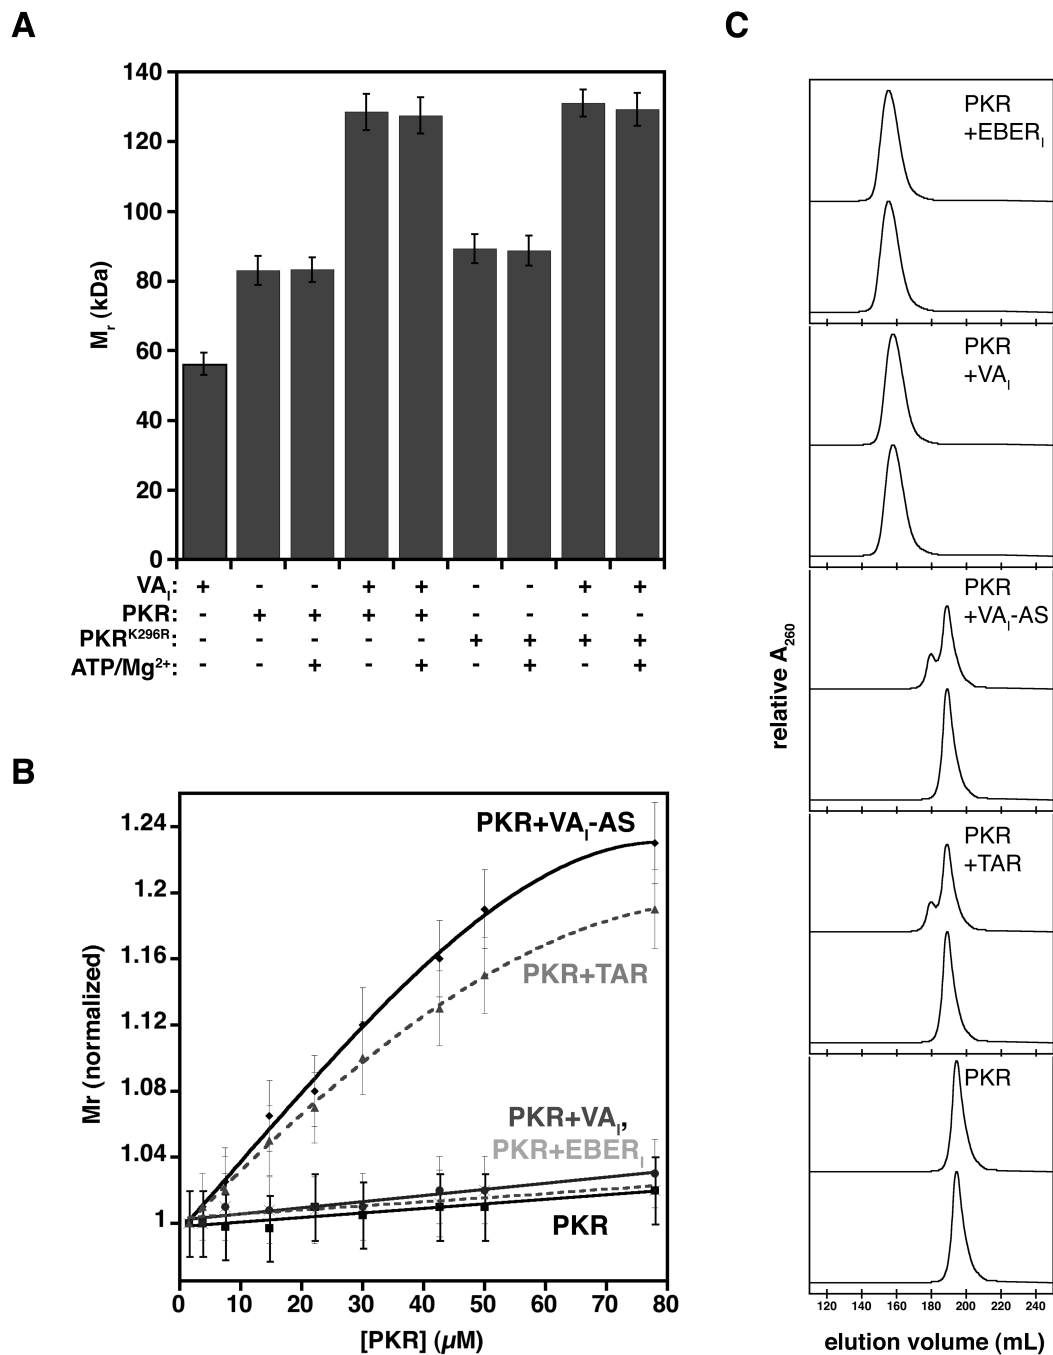 A
140
120
100
80
60
40
20
0
Mr (kDa)
VAI: + - - + + - - + +
PKR: - + + + + - - - -
PKRK296R: - - - - - + + + +
ATP/Mg2+: - - + - + - + - +
B
1.24
1.2
1.16
1.12
1.08
1.04
1
Mr (normalized)
PKR+VAI-AS
PKR+TAR
PKR+VAI,
PKR+EBERI
PKR
0 10 20 30 40 50 60 70 80
[PKR] (µM)
C
PKR
+EBERI
PKR
+VAI
PKR
+VAI-AS
PKR
+TAR
PKR
relative A260
120 140 160 180 200 220 240
elution volume (mL)